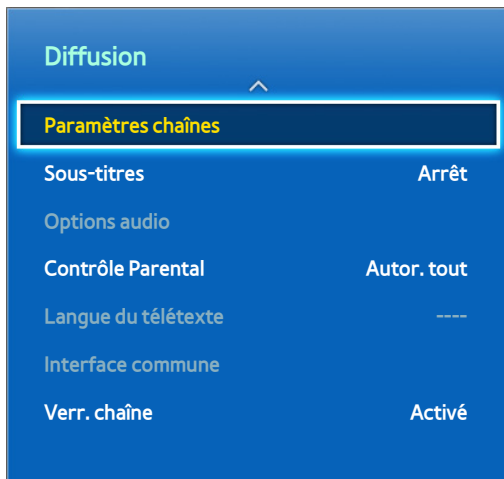 Diffusion
Paramètres chaînes
Sous-titres Arrêt
Options audio
Contrôle Parental Autor. tout
Langue du télétexte ----
Interface commune
Verr. chaîne Activé